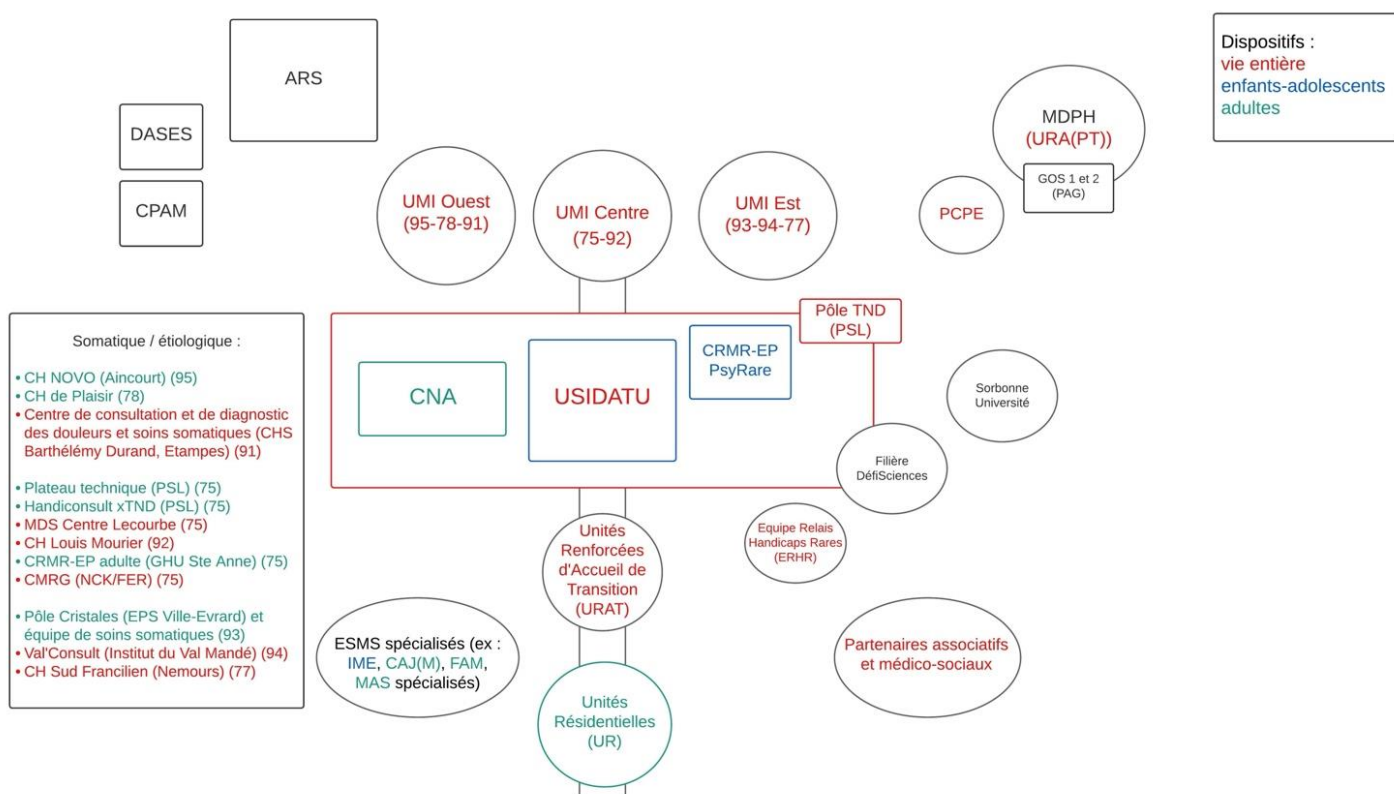 ARS
DASES
CPAM
UMI Ouest
(95-78-91)
UMI Centre
(75-92)
UMI Est
(93-94-77)
PCPE
MDPH
(URA(PT))
GOS 1 et 2
(PAG)
Dispositifs :
vie entière
enfants-adolescents
adultes
Somatique / étiologique :
• CH NOVO (Aincourt) (95)
• CH de Plaisir (78)
• Centre de consultation et de diagnostic
des douleurs et soins somatiques (CHS
Barthélémy Durand, Etampes) (91)
• Plateau technique (PSL) (75)
• Handiconsult xTND (PSL) (75)
• MDS Centre Lecourbe (75)
• CH Louis Mourier (92)
• CRMR-EP adulte (GHU Ste Anne) (75)
• CMRG (NCK/FER) (75)
• Pôle Cristales (EPS Ville-Evrard) et
équipe de soins somatiques (93)
• Val'Consult (Institut du Val Mandé) (94)
• CH Sud Francilien (Nemours) (77)
CNA
USIDATU
CRMR-EP
PsyRare
Pôle TND
(PSL)
Sorbonne
Université
Filière
DéfiSciences
Unités
Renforcées
d'Accueil de
Transition
(URAT)
Equipe Relais
Handicaps Rares
(ERHR)
ESMS spécialisés (ex :
IME, CAJ(M), FAM,
MAS spécialisés)
Unités
Résidentielles
(UR)
Partenaires associatifs
et médico-sociaux